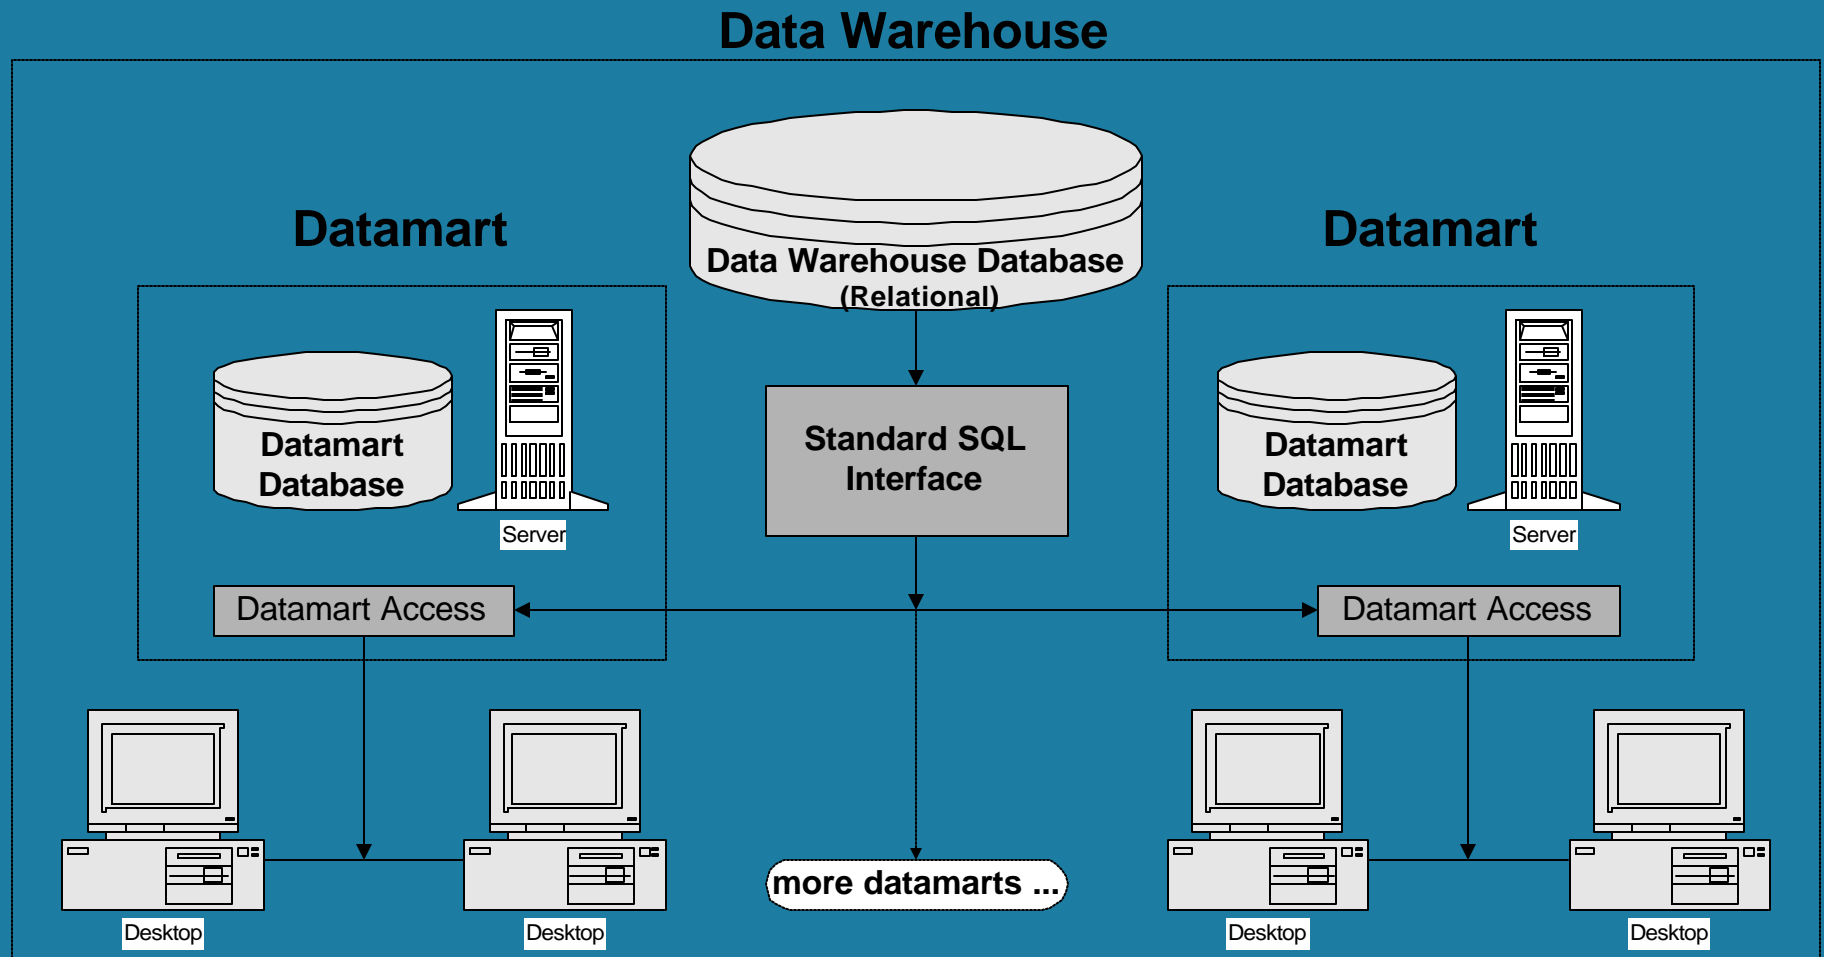 Data Warehouse
Data Warehouse Database
(Relational)
Datamart
Datamart
Database
Server
Datamart Access
Desktop
Desktop
Standard SQL
Interface
more datamarts ...
Datamart
Datamart
Database
Server
Datamart Access
Desktop
Desktop